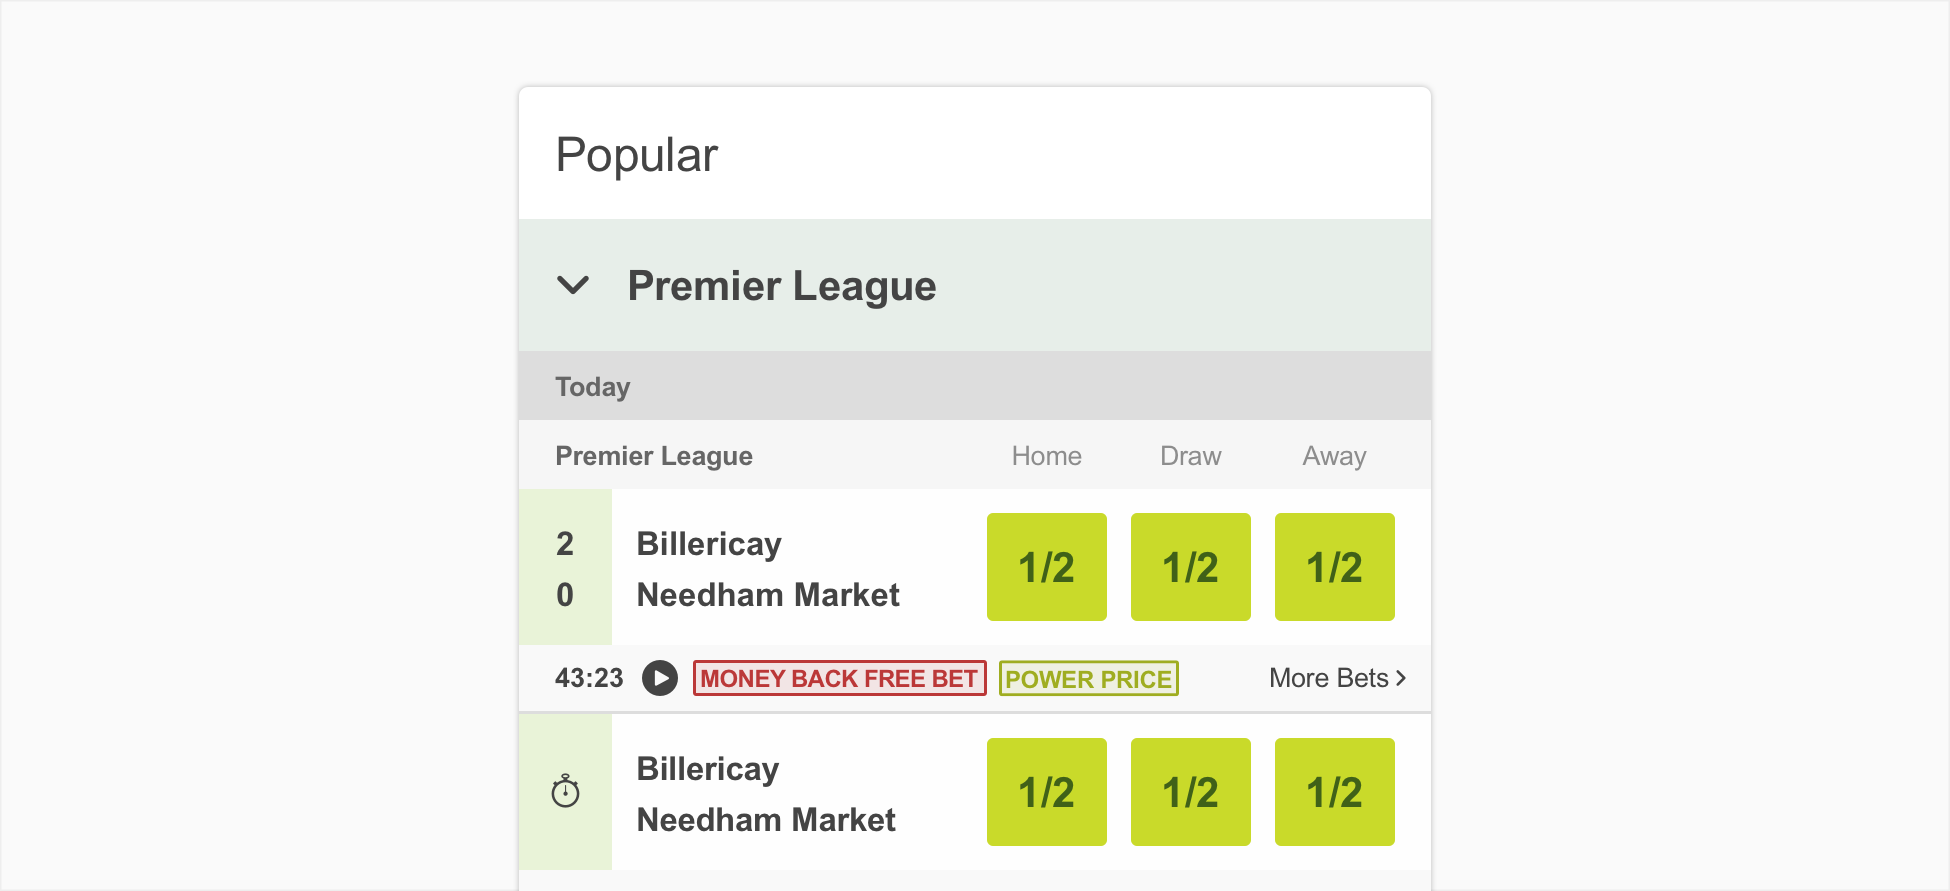 Popular
Premier League
Today
Premier League Home Draw Away
2 Billericay 1/2 1/2 1/2
0 Needham Market
43:23 MONEY BACK FREE BET POWER PRICE More Bets
Billericay 1/2 1/2 1/2
Needham Market